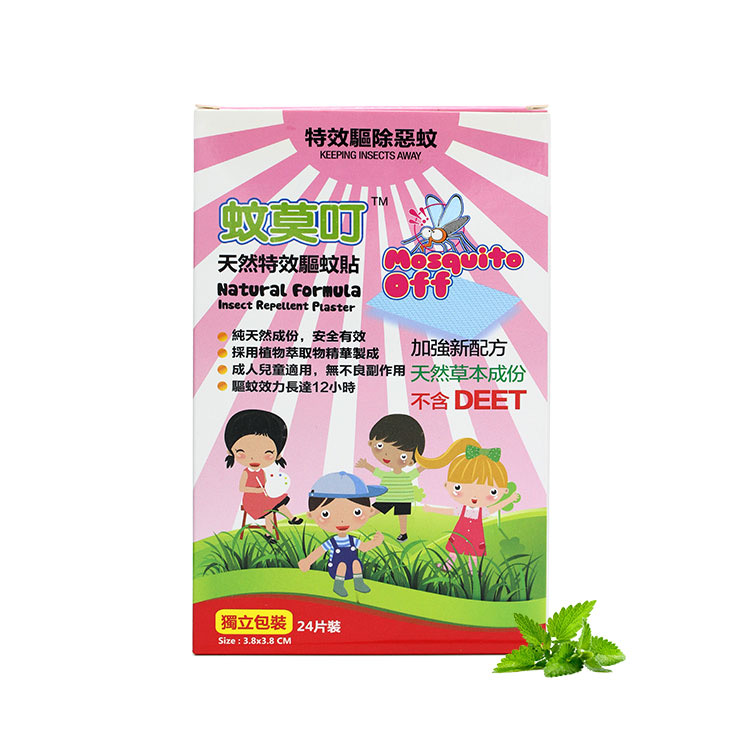 特效驅除惡蚊
KEEPING INSECTS AWAY
蚊莫叮™
天然特效驅蚊貼
Natural Formula
Insect Repellent Plaster
Mosquito
Off
純天然成份，安全有效
採用植物萃取物精華製成
成人兒童適用，無不良副作用
驅蚊效力長達12小時
加強新配方
天然草本成份
不含 DEET
獨立包裝 24片裝
Size : 3.8x3.8 CM